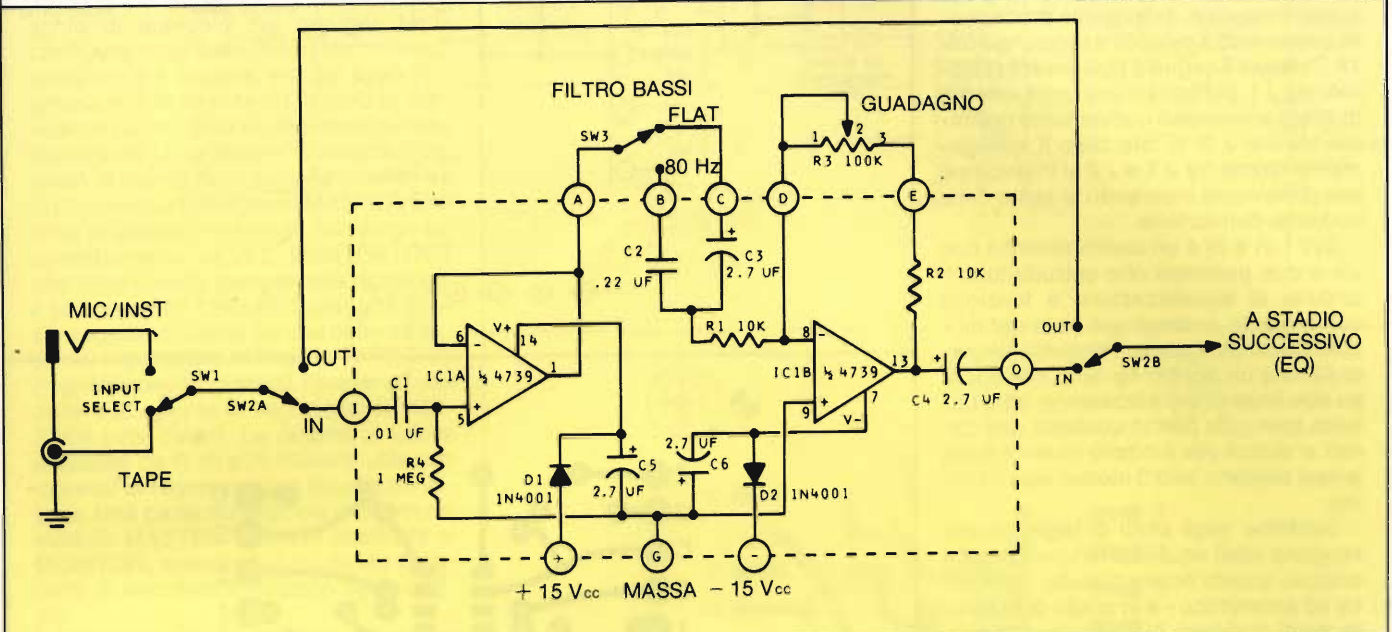 FILTRO BASSI
FLAT
SW3
80 Hz
GUADAGNO
1 2 3
R3 100K
A
B
C
D
E
C2
.22 UF
C3
+
2.7 UF
R2 10K
R1 10K
MIC/INST
INPUT
SELECT
SW1
SW2A
OUT
IN
TAPE
I
C1
.01 UF
R4
1 MEG
6
-
V+
14
IC1A
½ 4739
1
+
5
8
-
IC1B
½ 4739
13
+
9
V-
7
+
C4 2.7 UF
O
OUT
IN
SW2B
A STADIO
SUCCESSIVO
(EQ)
D1
1N4001
+
C5
2.7 UF
2.7 UF
C6
+
D2 1N4001
+
G
-
+ 15 Vcc MASSA - 15 Vcc